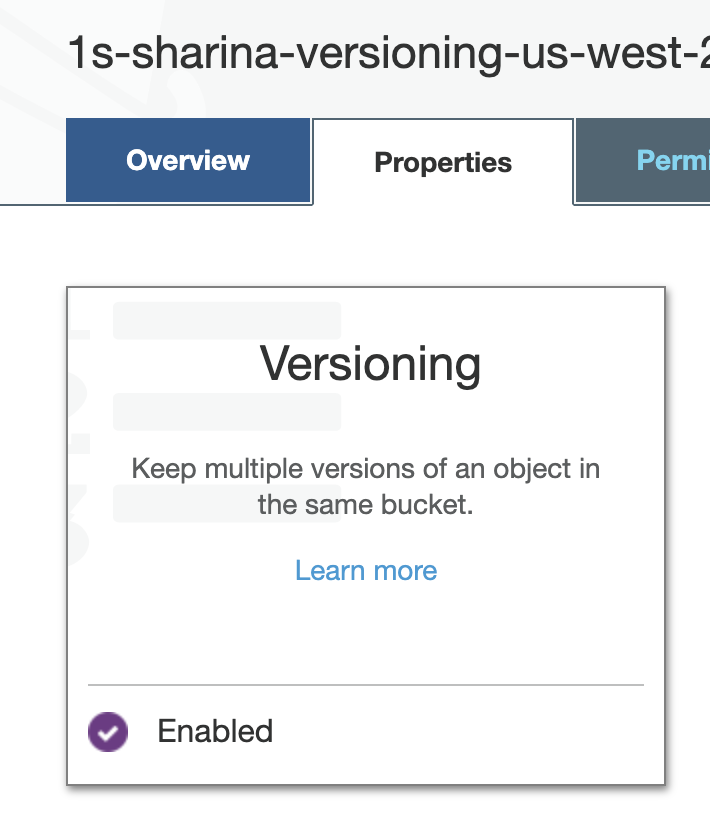 1s-sharina-versioning-us-west-2
Overview
Properties
Permi
Versioning
Keep multiple versions of an object in
the same bucket.
Learn more
Enabled